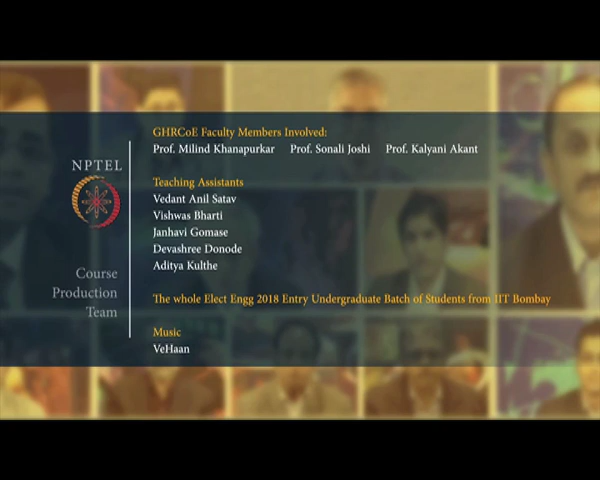 NPTEL
Course
Production
Team
GHRCoE Faculty Members Involved:
Prof. Milind Khanapurkar Prof. Sonali Joshi Prof. Kalyani Akant
Teaching Assistants
Vedant Anil Satav
Vishwas Bharti
Janhavi Gomase
Devashree Donode
Aditya Kulthe
The whole Elect Engg 2018 Entry Undergraduate Batch of Students from IIT Bombay
Music
VeHaan